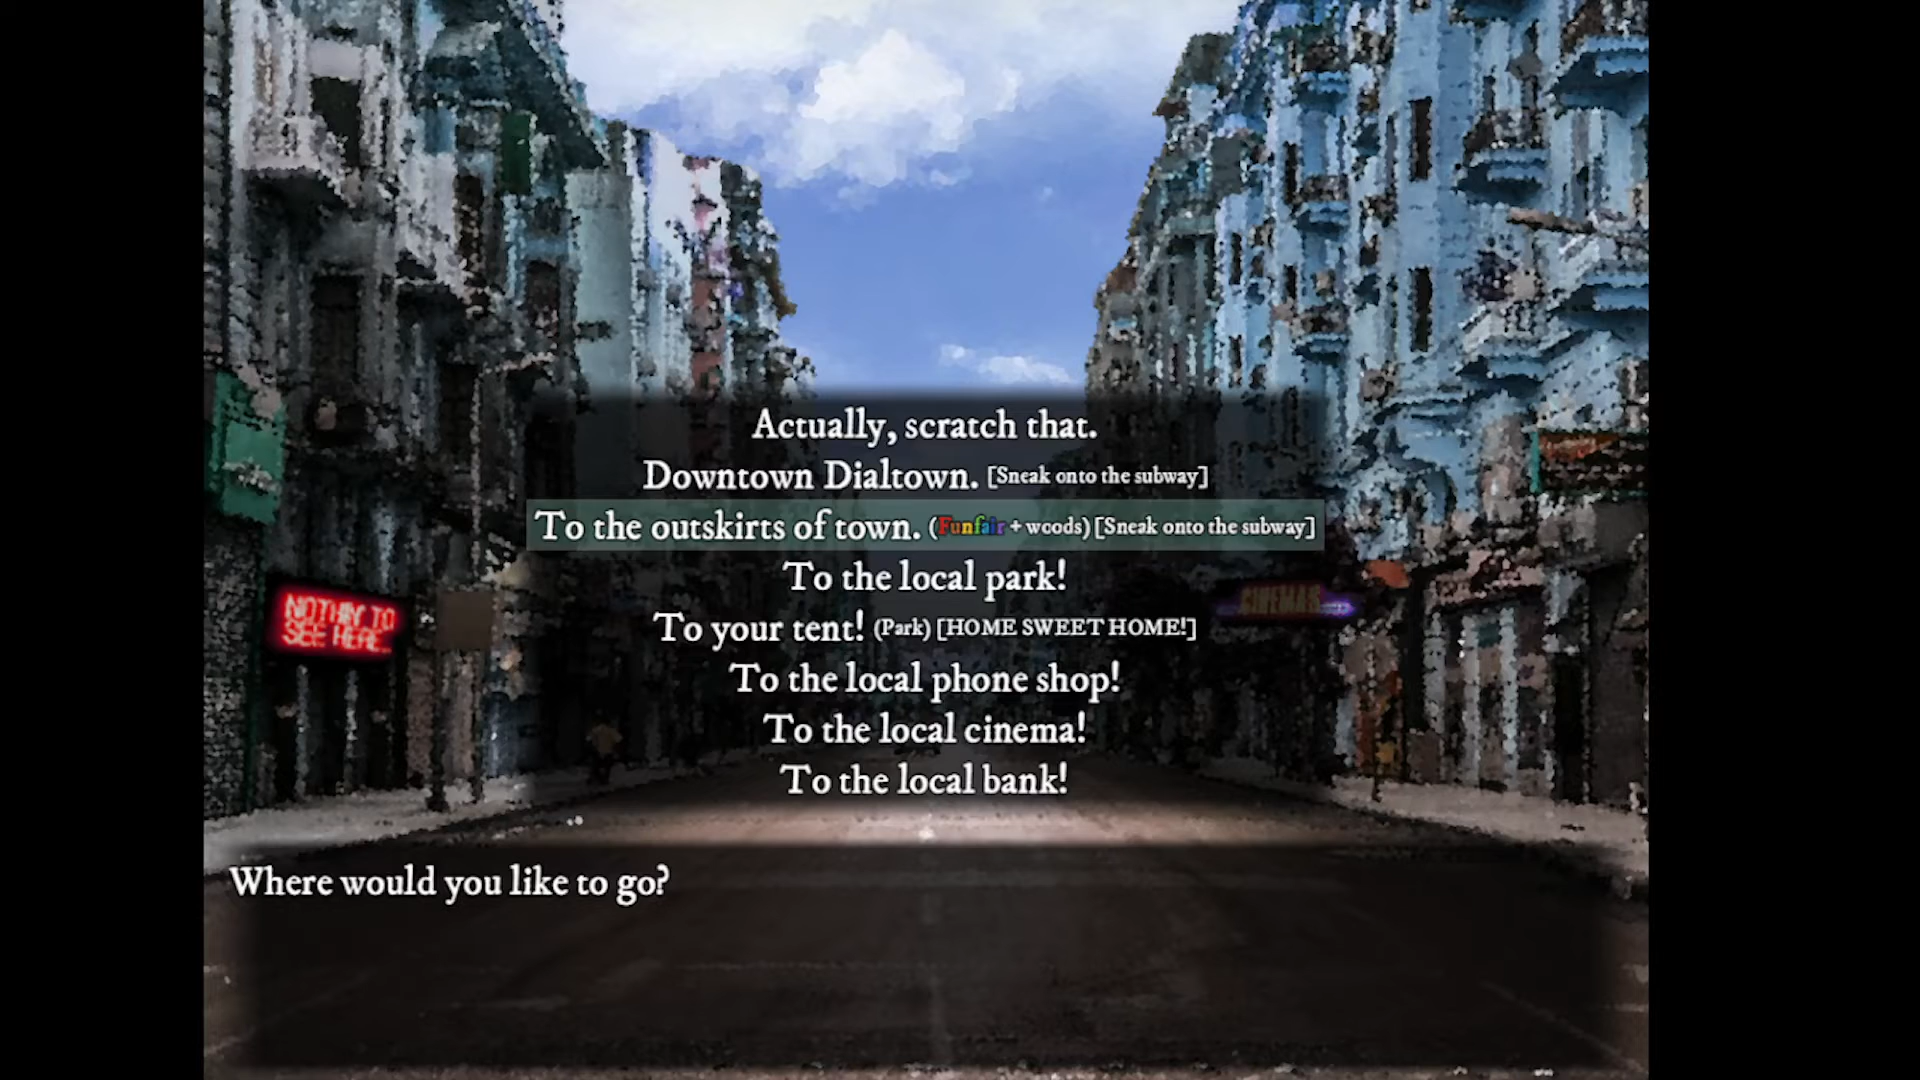 Actually, scratch that.
Downtown Dialtown. [Sneak onto the subway]
To the outskirts of town. (Funfair + woods) [Sneak onto the subway]
To the local park!
NOTHIN' TO
SEE HERE...
CINEMAS
To your tent! (Park) [HOME SWEET HOME!]
To the local phone shop!
To the local cinema!
To the local bank!
Where would you like to go?